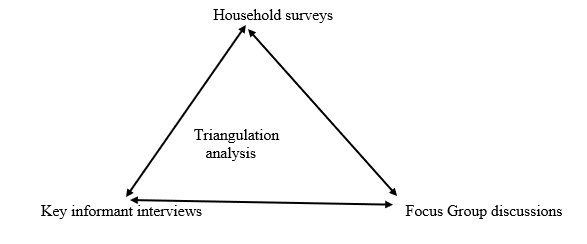 Household surveys
Triangulation
analysis
Key informant interviews
Focus Group discussions